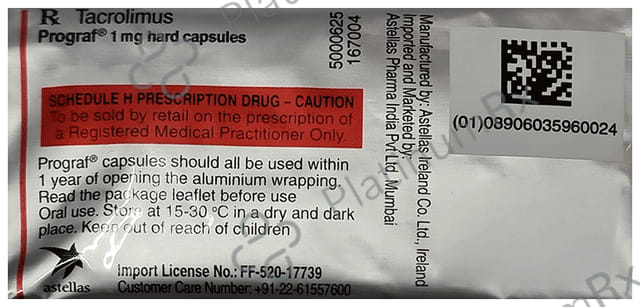 ℞ Tacrolimus
Prograf® 1 mg hard capsules
SCHEDULE H PRESCRIPTION DRUG – CAUTION
To be sold by retail on the prescription of
a Registered Medical Practitioner Only.
Prograf® capsules should all be used within
1 year of opening the aluminium wrapping.
Read the package leaflet before use
Oral use. Store at 15-30 °C in a dry and dark
place. Keep out of reach of children
astellas
Import License No.: FF-520-17739
Customer Care Number: +91-22-61557600
5000695
167004
Manufactured by: Astellas Ireland Co. Ltd., Ireland
Imported and Marketed by:
Astellas Pharma India Pvt Ltd, Mumbai
(01)08906035960024
Platinum Rx